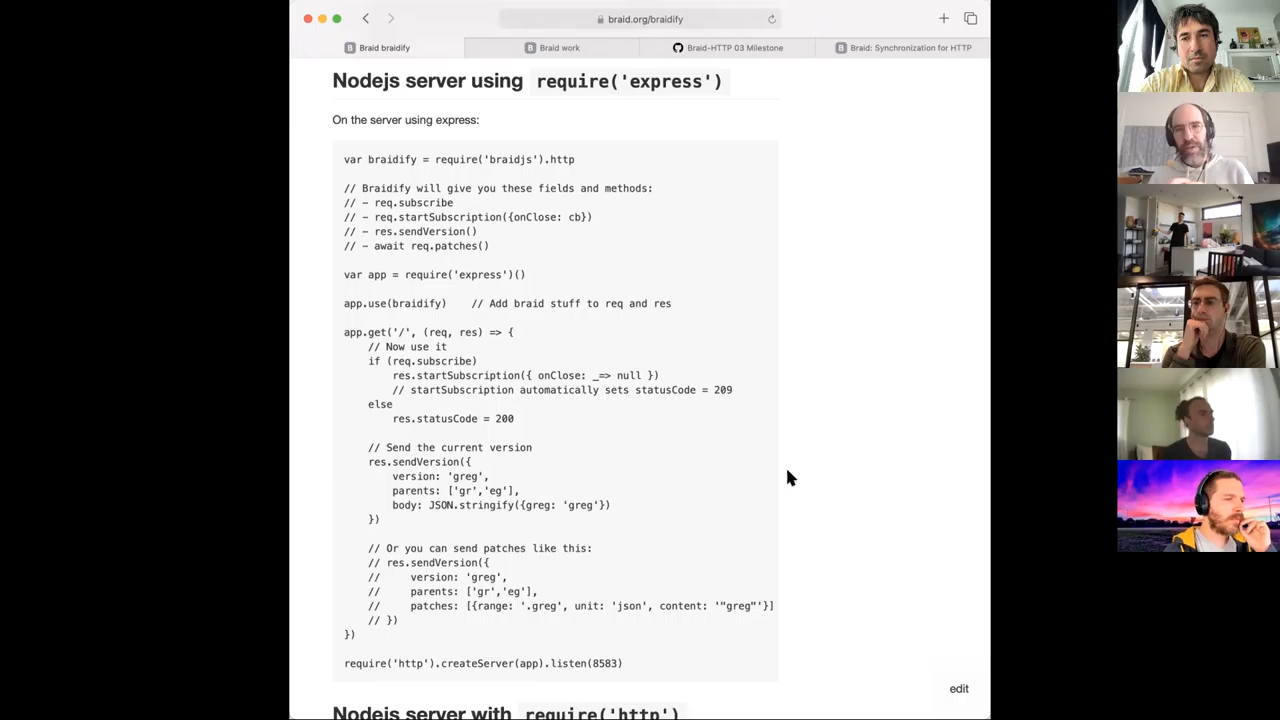 braid.org/braidify
Braid braidify
Braid work
Braid-HTTP 03 Milestone
Braid: Synchronization for HTTP
Nodejs server using require('express')
On the server using express:
var braidify = require('braidjs').http
// Braidify will give you these fields and methods:
// - req.subscribe
// - req.startSubscription({onClose: cb})
// - res.sendVersion()
// - await req.patches()
var app = require('express')()
app.use(braidify)    // Add braid stuff to req and res
app.get('/', (req, res) => {
    // Now use it
    if (req.subscribe)
        res.startSubscription({ onClose: _=> null })
        // startSubscription automatically sets statusCode = 209
    else
        res.statusCode = 200
    // Send the current version
    res.sendVersion({
        version: 'greg',
        parents: ['gr','eg'],
        body: JSON.stringify({greg: 'greg'})
    })
    // Or you can send patches like this:
    // res.sendVersion({
    //     version: 'greg',
    //     parents: ['gr','eg'],
    //     patches: [{range: '.greg', unit: 'json', content: '"greg"'}]
    // })
})
require('http').createServer(app).listen(8583)
edit
Nodejs server with require('http')